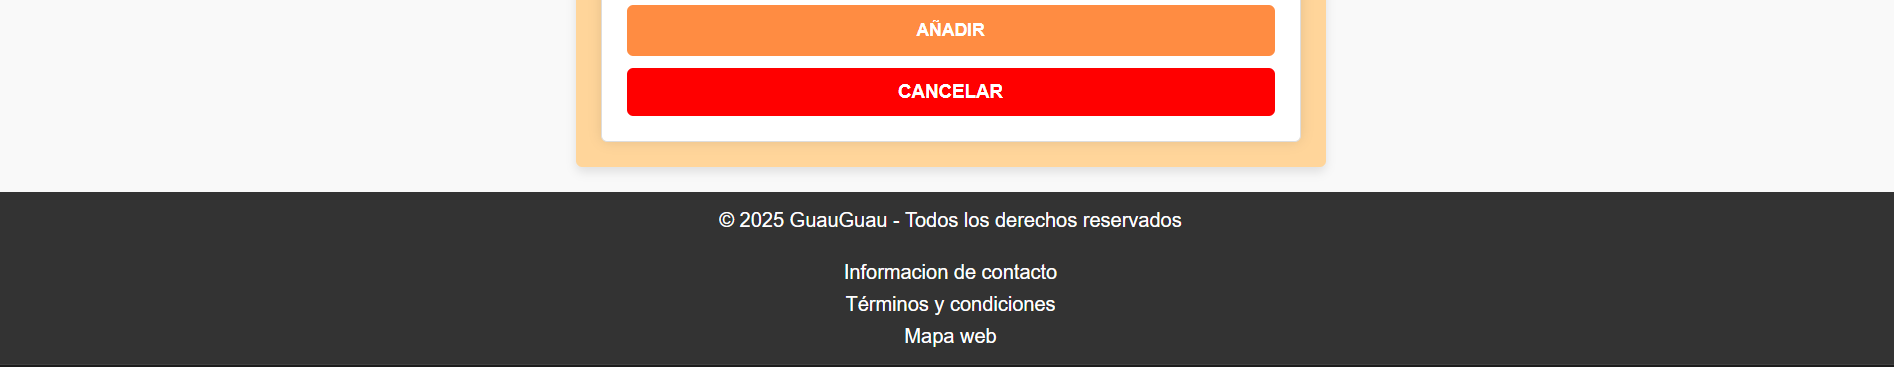 AÑADIR
CANCELAR
© 2025 GuauGuau - Todos los derechos reservados
Informacion de contacto
Términos y condiciones
Mapa web